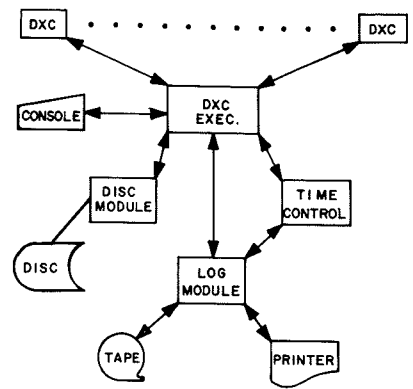 DXC
DXC
DXC
EXEC.
CONSOLE
DISC
MODULE
TIME
CONTROL
DISC
LOG
MODULE
TAPE
PRINTER